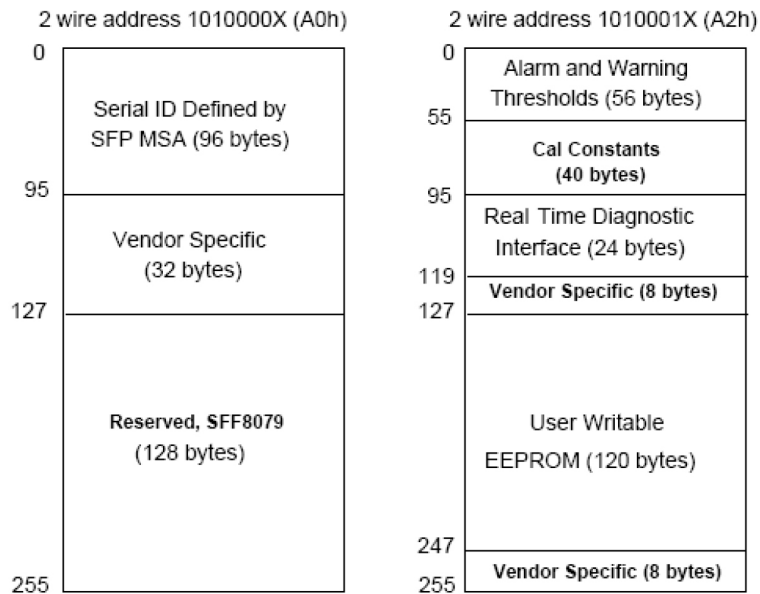 2 wire address 1010000X (A0h)
0
Serial ID Defined by
SFP MSA (96 bytes)
95
Vendor Specific
(32 bytes)
127
Reserved, SFF8079
(128 bytes)
255
2 wire address 1010001X (A2h)
0
Alarm and Warning
Thresholds (56 bytes)
55
Cal Constants
(40 bytes)
95
Real Time Diagnostic
Interface (24 bytes)
119
Vendor Specific (8 bytes)
127
User Writable
EEPROM (120 bytes)
247
Vendor Specific (8 bytes)
255